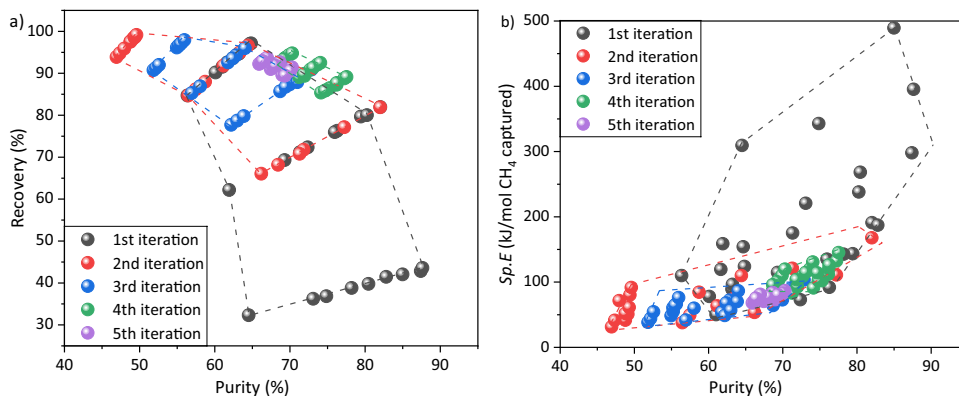 a)
100
90
80
70
60
50
40
30
Recovery (%)
1st iteration
2nd iteration
3rd iteration
4th iteration
5th iteration
40 50 60 70 80 90
Purity (%)
b)
500
400
300
200
100
0
Sp.E (kJ/mol CH₄ captured)
1st iteration
2nd iteration
3rd iteration
4th iteration
5th iteration
40 50 60 70 80 90
Purity (%)